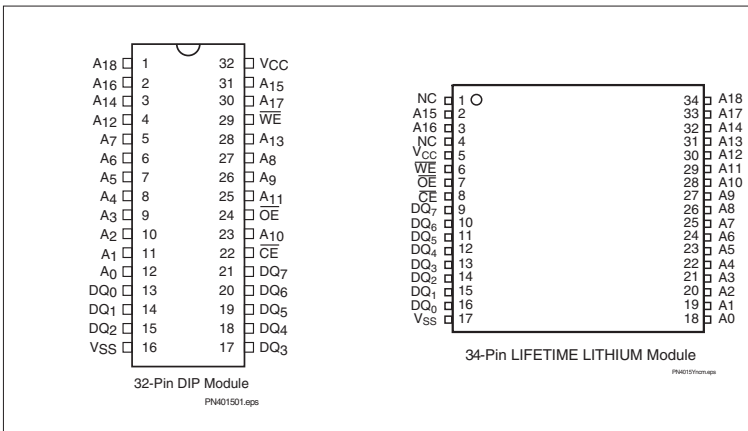 A18 1 32 VCC
A16 2 31 A15
A14 3 30 A17
A12 4 29 WE
A7 5 28 A13
A6 6 27 A8
A5 7 26 A9
A4 8 25 A11
A3 9 24 OE
A2 10 23 A10
A1 11 22 CE
A0 12 21 DQ7
DQ0 13 20 DQ6
DQ1 14 19 DQ5
DQ2 15 18 DQ4
VSS 16 17 DQ3
32-Pin DIP Module
PN401501.eps
NC 1 34 A18
A15 2 33 A17
A16 3 32 A14
NC 4 31 A13
VCC 5 30 A12
WE 6 29 A11
OE 7 28 A10
CE 8 27 A9
DQ7 9 26 A8
DQ6 10 25 A7
DQ5 11 24 A6
DQ4 12 23 A5
DQ3 13 22 A4
DQ2 14 21 A3
DQ1 15 20 A2
DQ0 16 19 A1
VSS 17 18 A0
34-Pin LIFETIME LITHIUM Module
PN4015Yncm.eps